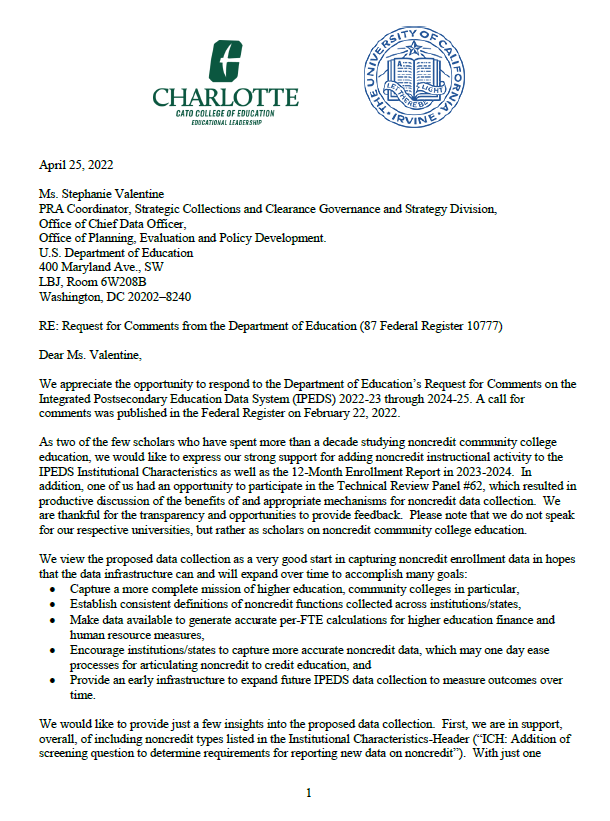 CHARLOTTE
CATO COLLEGE OF EDUCATION
EDUCATIONAL LEADERSHIP
THE UNIVERSITY OF CALIFORNIA
LET THERE BE LIGHT
• IRVINE •
April 25, 2022
Ms. Stephanie Valentine
PRA Coordinator, Strategic Collections and Clearance Governance and Strategy Division,
Office of Chief Data Officer,
Office of Planning, Evaluation and Policy Development.
U.S. Department of Education
400 Maryland Ave., SW
LBJ, Room 6W208B
Washington, DC 20202–8240
RE: Request for Comments from the Department of Education (87 Federal Register 10777)
Dear Ms. Valentine,
We appreciate the opportunity to respond to the Department of Education's Request for Comments on the
Integrated Postsecondary Education Data System (IPEDS) 2022-23 through 2024-25. A call for
comments was published in the Federal Register on February 22, 2022.
As two of the few scholars who have spent more than a decade studying noncredit community college
education, we would like to express our strong support for adding noncredit instructional activity to the
IPEDS Institutional Characteristics as well as the 12-Month Enrollment Report in 2023-2024.  In
addition, one of us had an opportunity to participate in the Technical Review Panel #62, which resulted in
productive discussion of the benefits of and appropriate mechanisms for noncredit data collection.  We
are thankful for the transparency and opportunities to provide feedback.  Please note that we do not speak
for our respective universities, but rather as scholars on noncredit community college education.
We view the proposed data collection as a very good start in capturing noncredit enrollment data in hopes
that the data infrastructure can and will expand over time to accomplish many goals:
• Capture a more complete mission of higher education, community colleges in particular,
• Establish consistent definitions of noncredit functions collected across institutions/states,
• Make data available to generate accurate per-FTE calculations for higher education finance and
human resource measures,
• Encourage institutions/states to capture more accurate noncredit data, which may one day ease
processes for articulating noncredit to credit education, and
• Provide an early infrastructure to expand future IPEDS data collection to measure outcomes over
time.
We would like to provide just a few insights into the proposed data collection.  First, we are in support,
overall, of including noncredit types listed in the Institutional Characteristics-Header ("ICH: Addition of
screening question to determine requirements for reporting new data on noncredit").  With just one
1